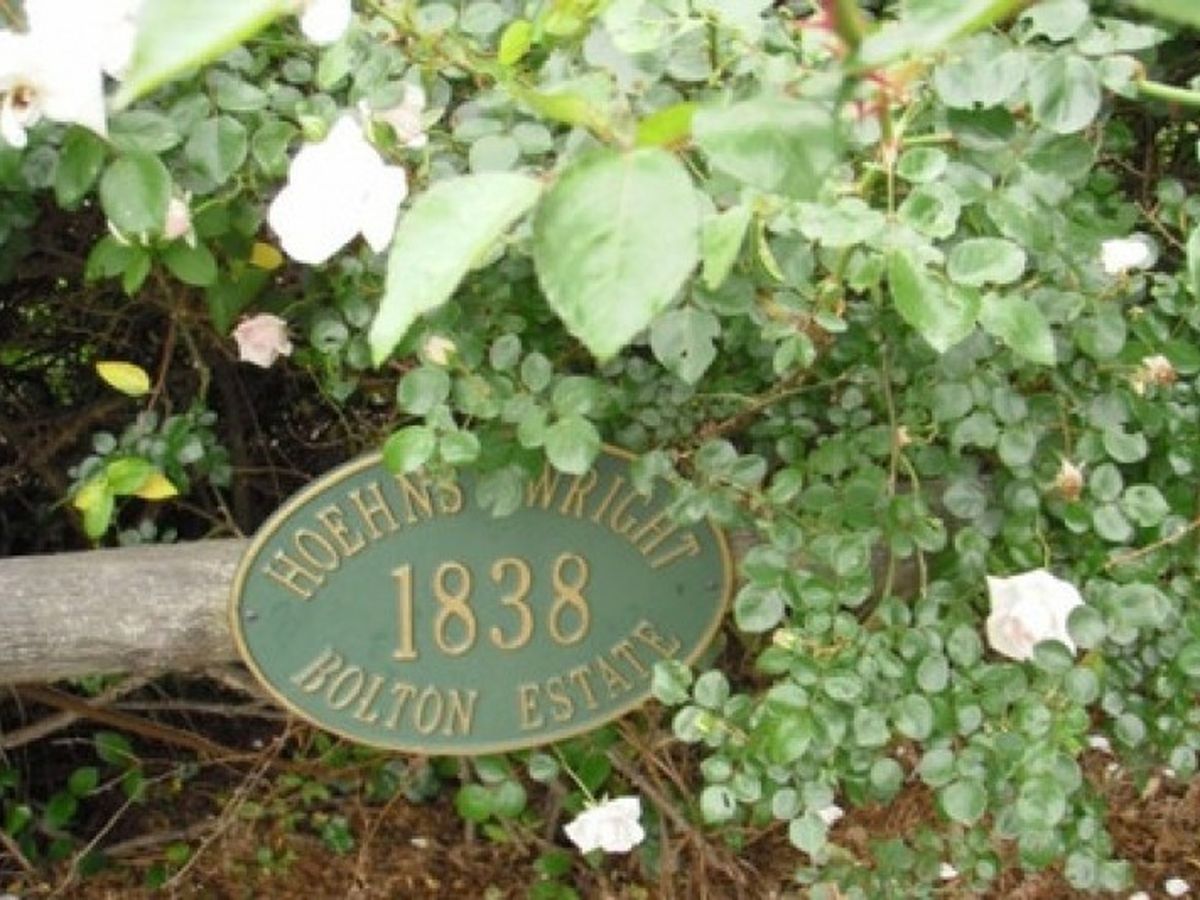 HOEHNS WRIGHT
1838
BOLTON ESTATE